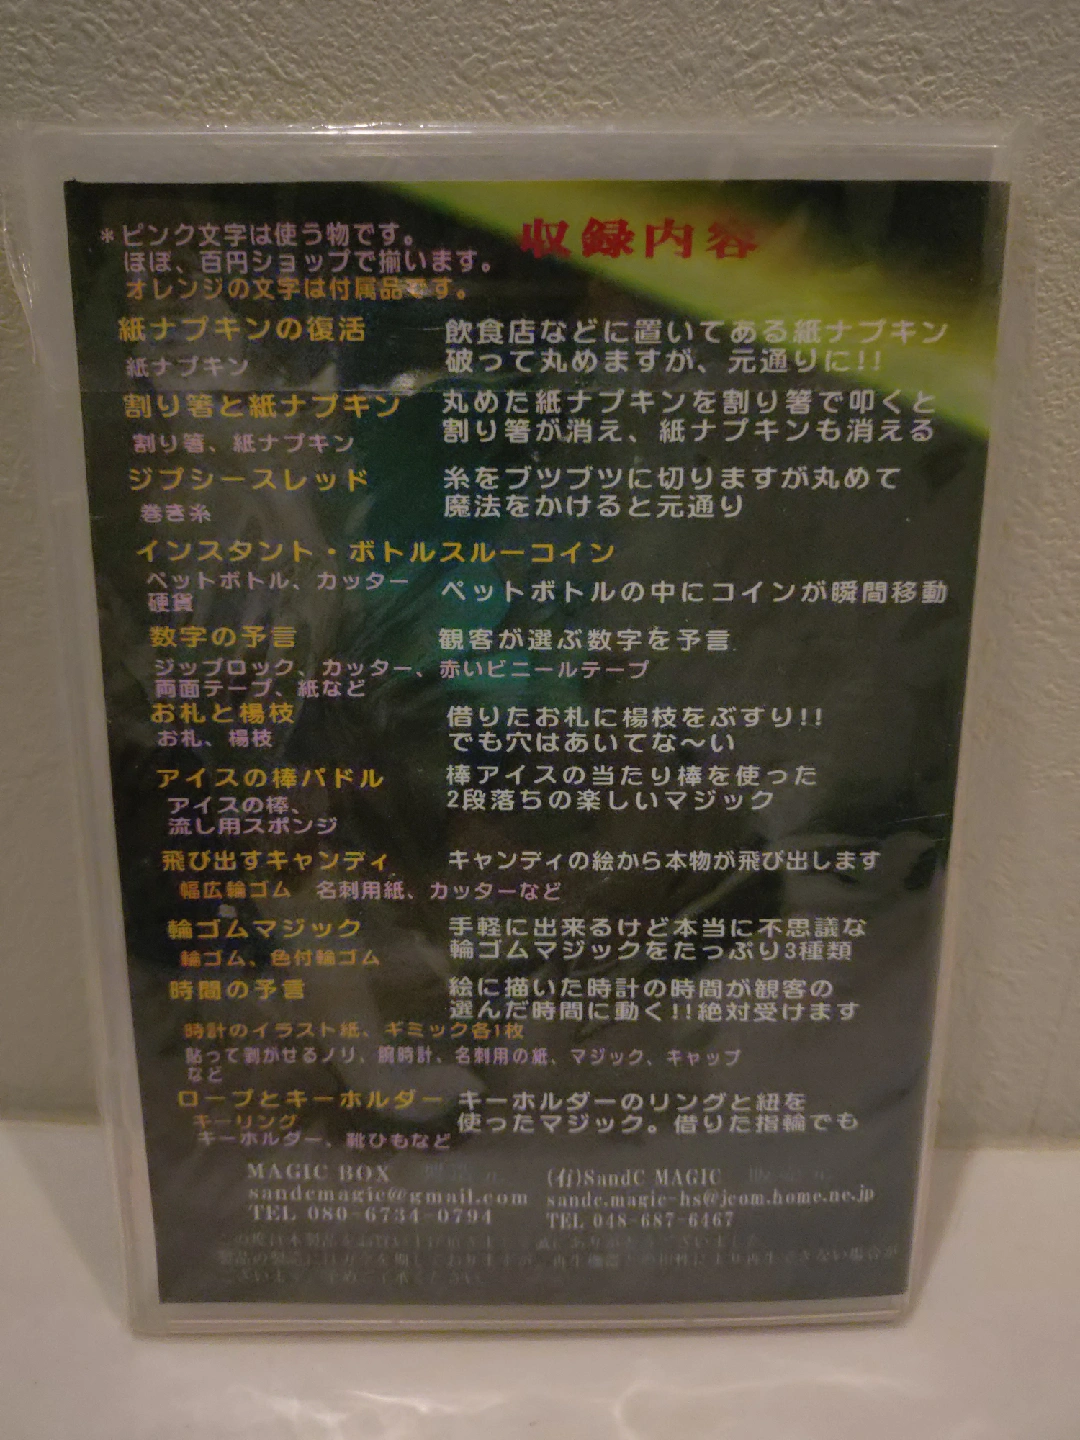 収録内容
*ピンク文字は使う物です。
ほぼ、百円ショップで揃います。
オレンジの文字は付属品です。
紙ナプキンの復活
紙ナプキン
飲食店などに置いてある紙ナプキン
破って丸めますが、元通りに!!
割り箸と紙ナプキン
割り箸、紙ナプキン
丸めた紙ナプキンを割り箸で叩くと
割り箸が消え、紙ナプキンも消える
ジプシースレッド
巻き糸
糸をブツブツに切りますが丸めて
魔法をかけると元通り
インスタント・ボトルスルーコイン
ペットボトル、カッター
硬貨
ペットボトルの中にコインが瞬間移動
数字の予言
観客が選ぶ数字を予言
ジップロック、カッター、赤いビニールテープ
両面テープ、紙など
お札と楊枝
お札、楊枝
借りたお札に楊枝をぶすり!!
でも穴はあいてな〜い
アイスの棒パドル
アイスの棒、
流し用スポンジ
棒アイスの当たり棒を使った
2段落ちの楽しいマジック
飛び出すキャンディ
キャンディの絵から本物が飛び出します
幅広輪ゴム 名刺用紙、カッターなど
輪ゴムマジック
輪ゴム、色付輪ゴム
手軽に出来るけど本当に不思議な
輪ゴムマジックをたっぷり3種類
時間の予言
絵に描いた時計の時間が観客の
選んだ時間に動く!!絶対受けます
時計のイラスト紙、ギミック各1枚
貼って剥がせるノリ、腕時計、名刺用の紙、マジック、キャップ
など
ロープとキーホルダー
キーリング
キーホルダー、靴ひもなど
キーホルダーのリングと紐を
使ったマジック。借りた指輪でも
MAGIC BOX
sandcmagic@gmail.com
TEL 080-6734-0794
(有)SandC MAGIC
sandc.magic-hs@jcom.home.ne.jp
TEL 048-687-6467